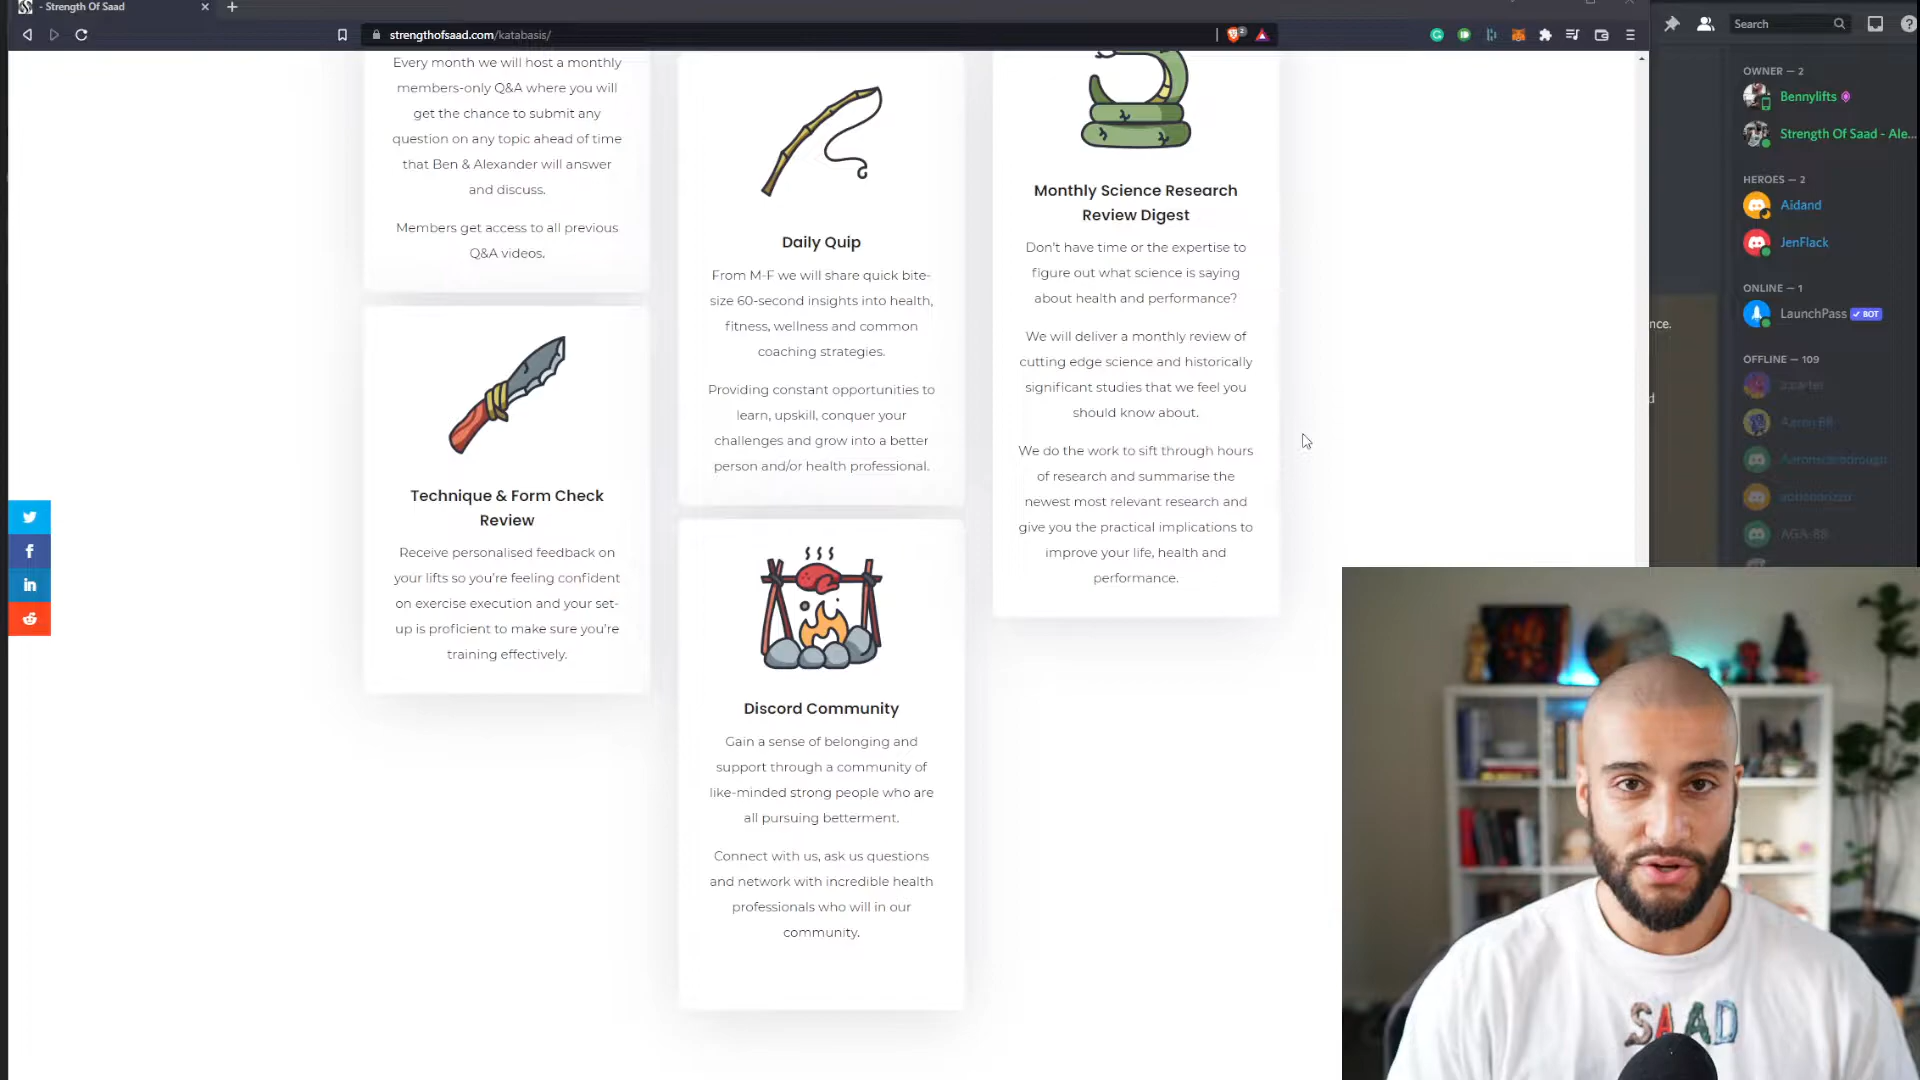 - Strength Of Saad
strengthofsaad.com/katabasis/
2
Every month we will host a monthly
members-only Q&A where you will
get the chance to submit any
question on any topic ahead of time
that Ben & Alexander will answer
and discuss.
Members get access to all previous
Q&A videos.
Technique & Form Check
Review
Receive personalised feedback on
your lifts so you're feeling confident
on exercise execution and your set-
up is proficient to make sure you're
training effectively.
Daily Quip
From M-F we will share quick bite-
size 60-second insights into health,
fitness, wellness and common
coaching strategies.
Providing constant opportunities to
learn, upskill, conquer your
challenges and grow into a better
person and/or health professional.
Discord Community
Gain a sense of belonging and
support through a community of
like-minded strong people who are
all pursuing betterment.
Connect with us, ask us questions
and network with incredible health
professionals who will in our
community.
Monthly Science Research
Review Digest
Don't have time or the expertise to
figure out what science is saying
about health and performance?
We will deliver a monthly review of
cutting edge science and historically
significant studies that we feel you
should know about.
We do the work to sift through hours
of research and summarise the
newest most relevant research and
give you the practical implications to
improve your life, health and
performance.
Search
OWNER — 2
Bennylifts
Strength Of Saad - Ale...
HEROES — 2
Aidand
JenFlack
ONLINE — 1
LaunchPass BOT
nce.
OFFLINE — 109
d
Aaron BR
Aaronscarborough
AGA-88
SAAD